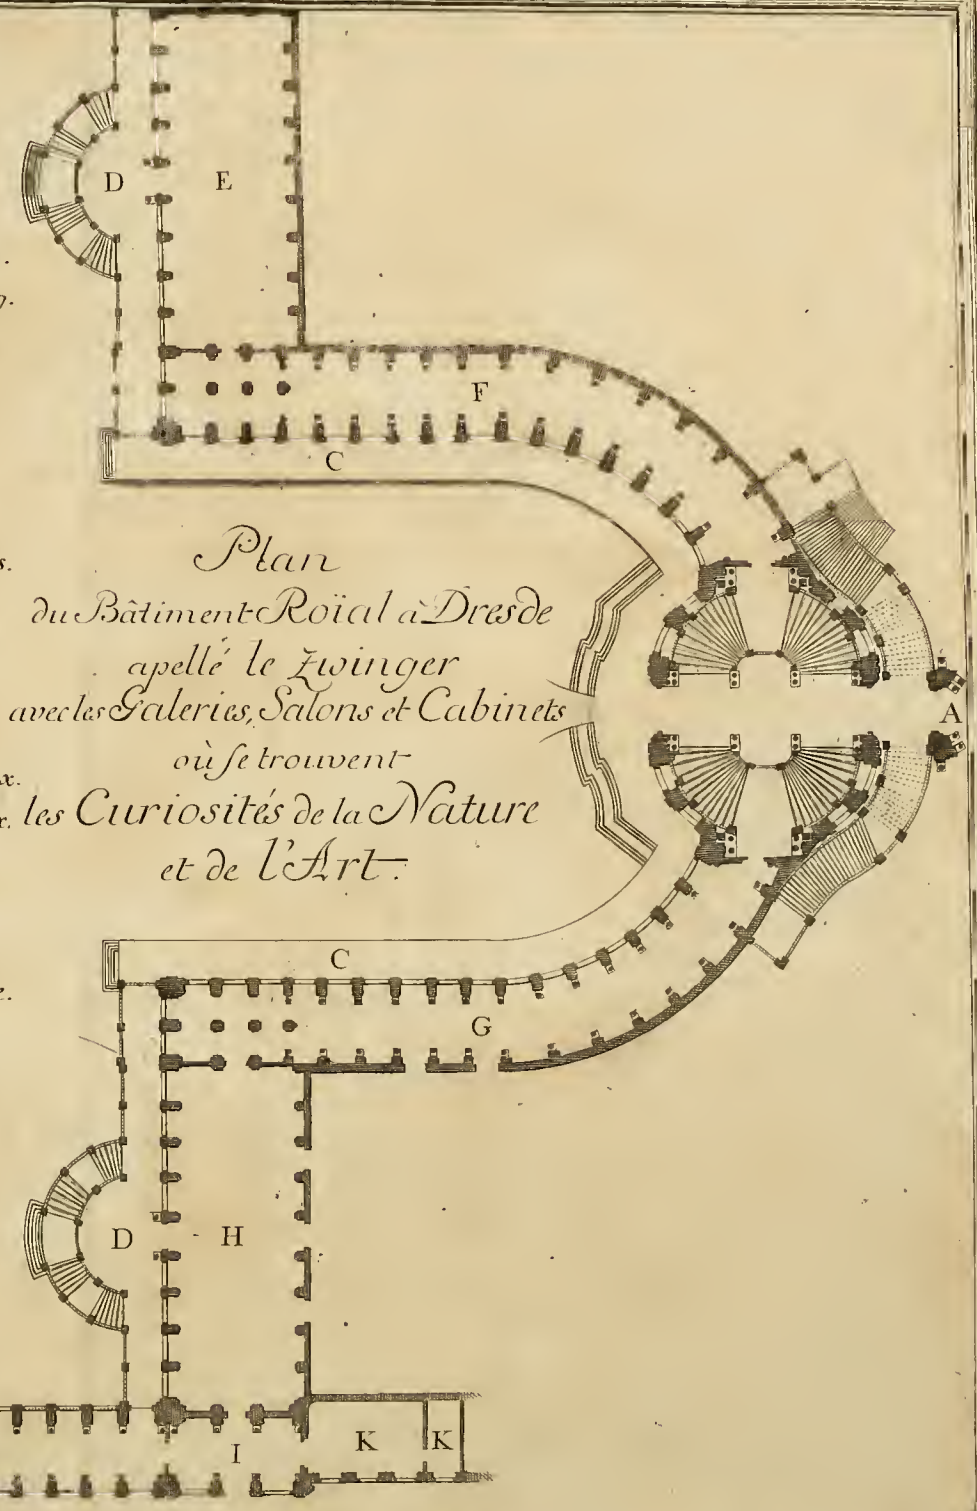 D
E
F
C
Plan
du Bâtiment Roïal à Dresde
apellé le Zwinger
avec les Galeries, Salons et Cabinets
où se trouvent
les Curiosités de la Nature
et de l'Art.
A
C
G
D
H
I
K
K